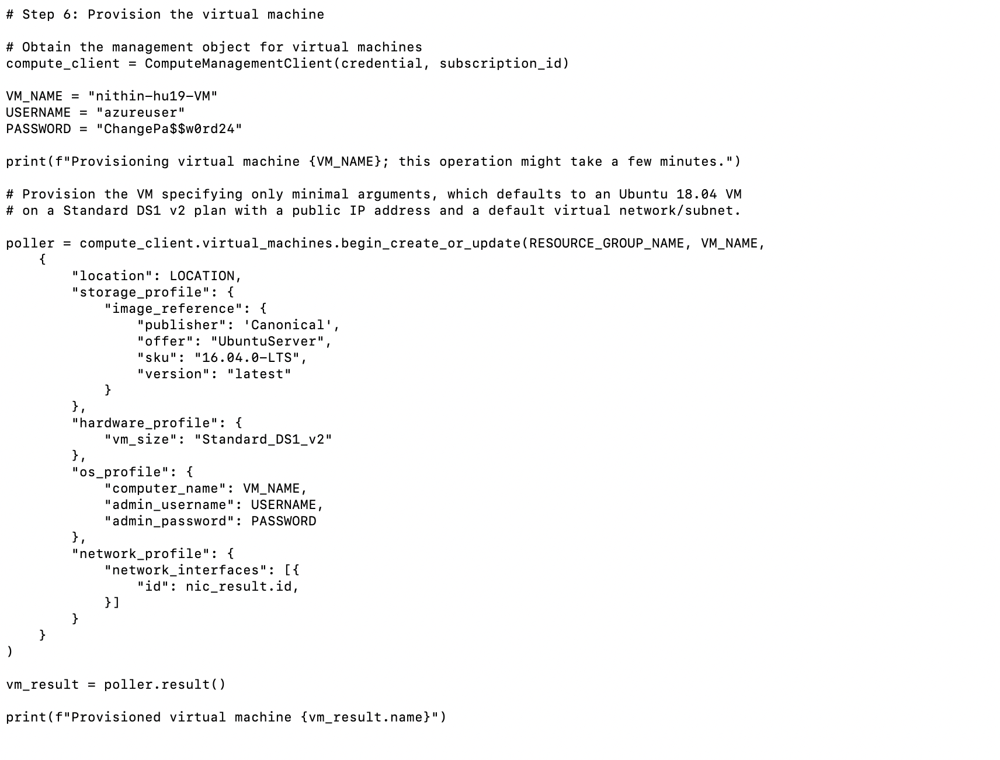 # Step 6: Provision the virtual machine
# Obtain the management object for virtual machines
compute_client = ComputeManagementClient(credential, subscription_id)
VM_NAME = "nithin-hu19-VM"
USERNAME = "azureuser"
PASSWORD = "ChangePa$$w0rd24"
print(f"Provisioning virtual machine {VM_NAME}; this operation might take a few minutes.")
# Provision the VM specifying only minimal arguments, which defaults to an Ubuntu 18.04 VM
# on a Standard DS1 v2 plan with a public IP address and a default virtual network/subnet.
poller = compute_client.virtual_machines.begin_create_or_update(RESOURCE_GROUP_NAME, VM_NAME,
    {
        "location": LOCATION,
        "storage_profile": {
            "image_reference": {
                "publisher": 'Canonical',
                "offer": "UbuntuServer",
                "sku": "16.04.0-LTS",
                "version": "latest"
            }
        },
        "hardware_profile": {
            "vm_size": "Standard_DS1_v2"
        },
        "os_profile": {
            "computer_name": VM_NAME,
            "admin_username": USERNAME,
            "admin_password": PASSWORD
        },
        "network_profile": {
            "network_interfaces": [{
                "id": nic_result.id,
            }]
        }
    }
)
vm_result = poller.result()
print(f"Provisioned virtual machine {vm_result.name}")